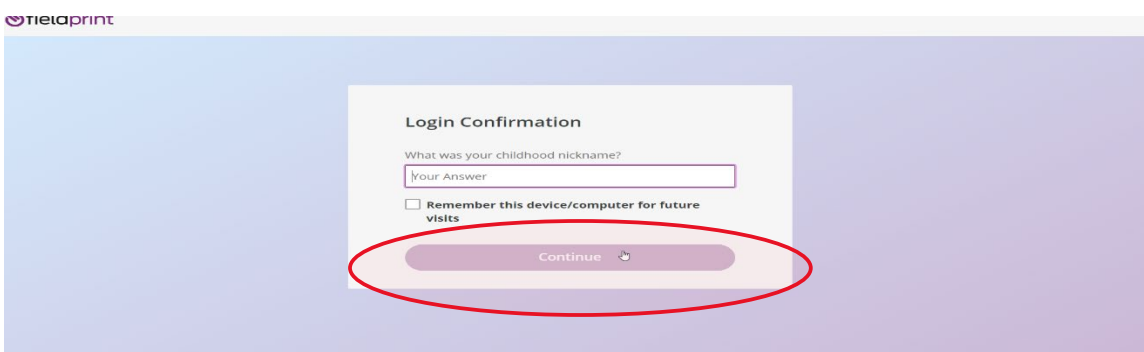 fieldprint
Login Confirmation
What was your childhood nickname?
Your Answer
Remember this device/computer for future
visits
Continue